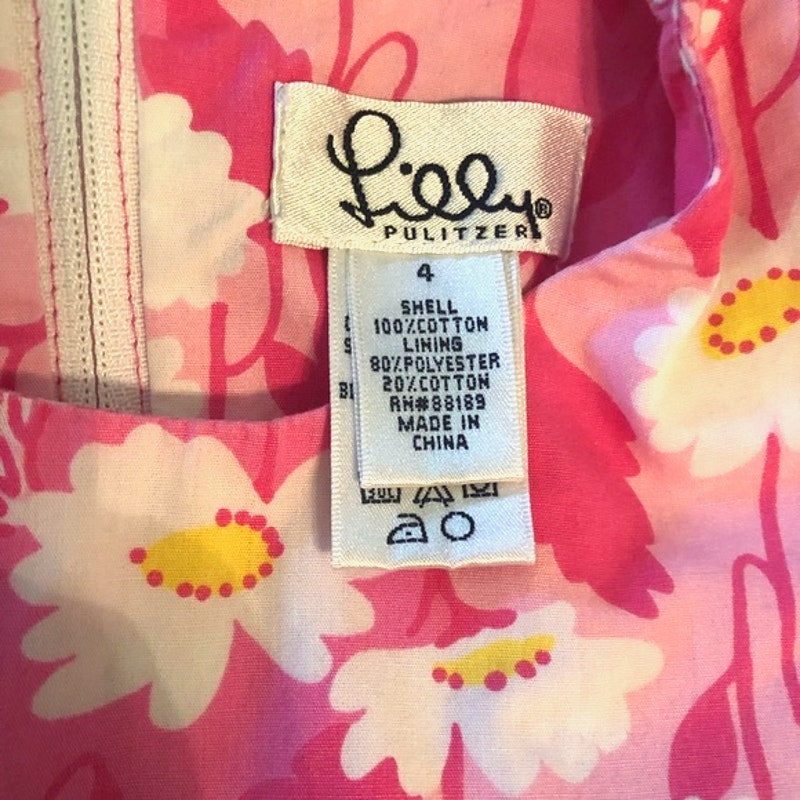 Lilly®
PULITZER
4
SHELL
100%COTTON
LINING
80%POLYESTER
20%COTTON
RN#88189
MADE IN
CHINA